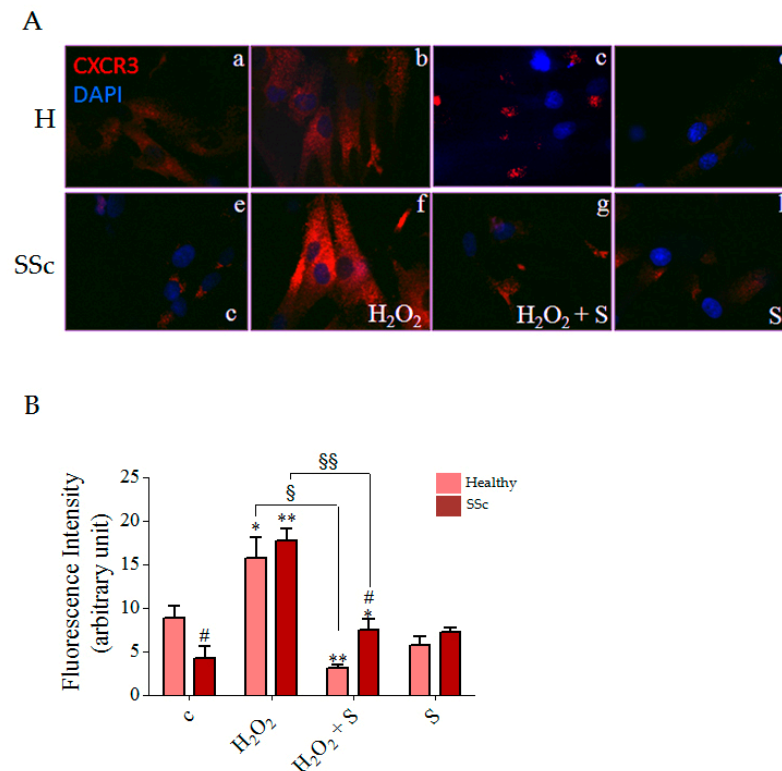 A
H
CXCR3
DAPI
a
b
c
SSc
e
c
f
H₂O₂
g
H₂O₂ + S
S
B
Fluorescence Intensity
(arbitrary unit)
25
20
15
10
5
0
§§
§
*
**
#
**
#
*
Healthy
SSc
c
H₂O₂
H₂O₂ + S
S